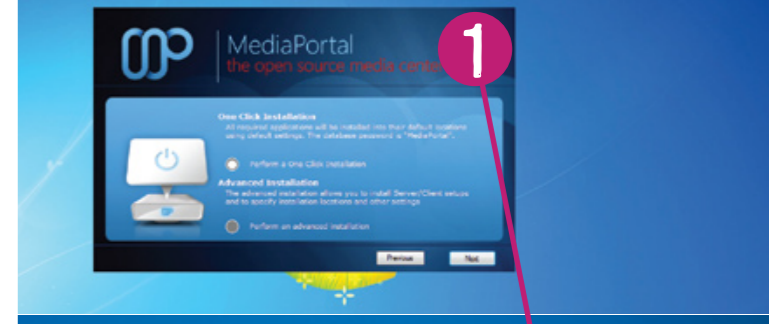 MediaPortal
the open source media center
1
One Click Installation
All required applications will be installed into their default locations
using default settings. The database password is "MediaPortal".
Perform a One Click Installation
Advanced Installation
The advanced installation allows you to install Server/Client setups
and to specify installation locations and other settings
Perform an advanced installation
Previous
Next